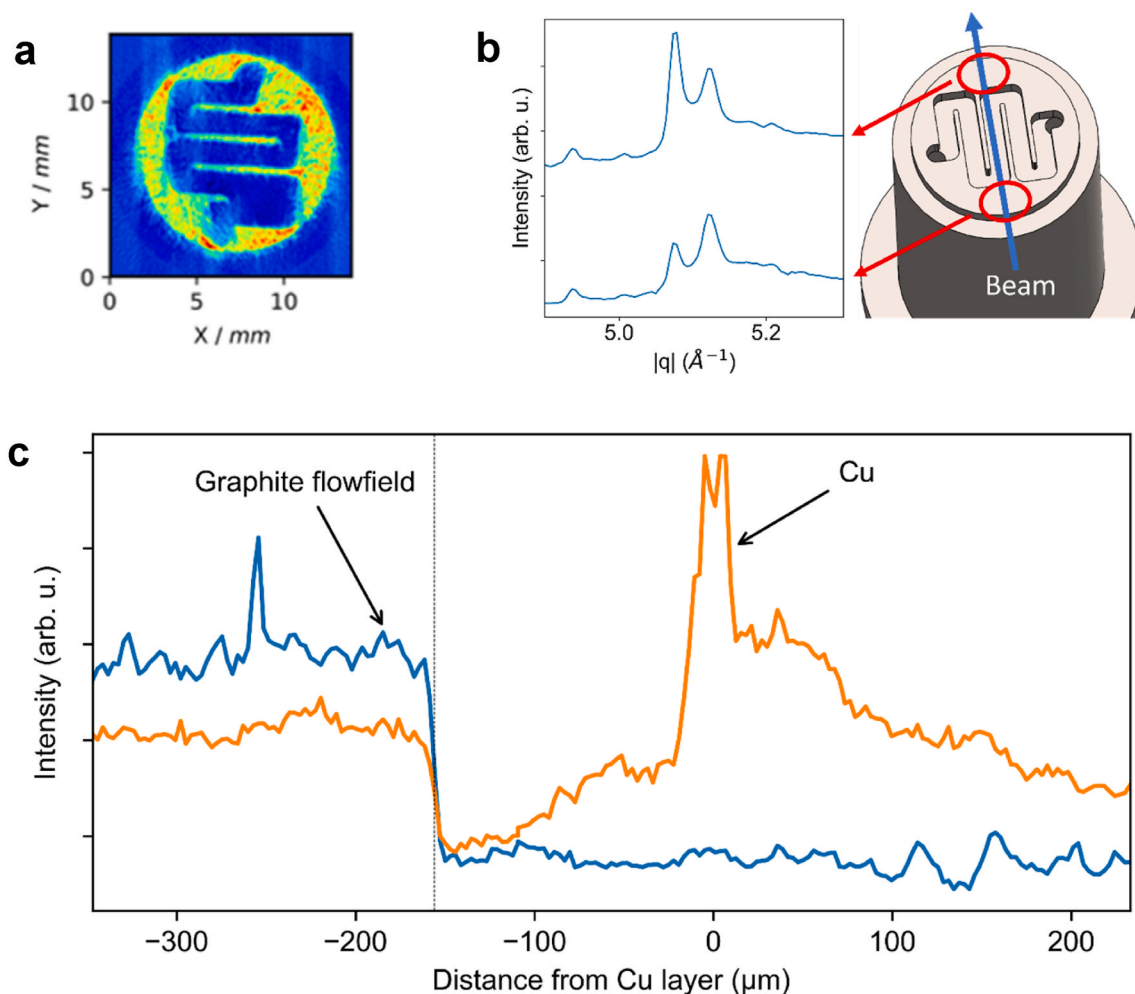 a
Y / mm
10
5
0
0
5
10
X / mm
b
Intensity (arb. u.)
5.0
5.2
|q| (Å⁻¹)
Beam
c
Graphite flowfield
Cu
Intensity (arb. u.)
−300
−200
−100
0
100
200
Distance from Cu layer (µm)